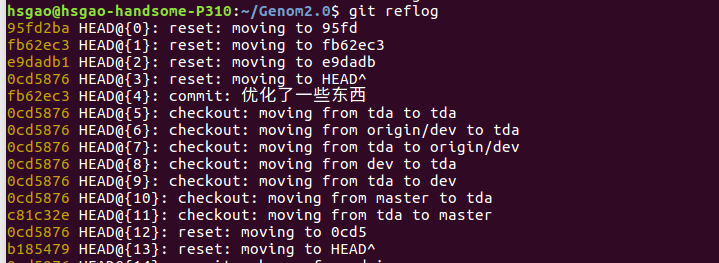 hsgao@hsgao-handsome-P310:~/Genom2.0$ git reflog
95fd2ba HEAD@{0}: reset: moving to 95fd
fb62ec3 HEAD@{1}: reset: moving to fb62ec3
e9dadb1 HEAD@{2}: reset: moving to e9dadb
0cd5876 HEAD@{3}: reset: moving to HEAD^
fb62ec3 HEAD@{4}: commit: 优化了一些东西
0cd5876 HEAD@{5}: checkout: moving from tda to tda
0cd5876 HEAD@{6}: checkout: moving from origin/dev to tda
0cd5876 HEAD@{7}: checkout: moving from tda to origin/dev
0cd5876 HEAD@{8}: checkout: moving from dev to tda
0cd5876 HEAD@{9}: checkout: moving from tda to dev
0cd5876 HEAD@{10}: checkout: moving from master to tda
c81c32e HEAD@{11}: checkout: moving from tda to master
0cd5876 HEAD@{12}: reset: moving to 0cd5
b185479 HEAD@{13}: reset: moving to HEAD^